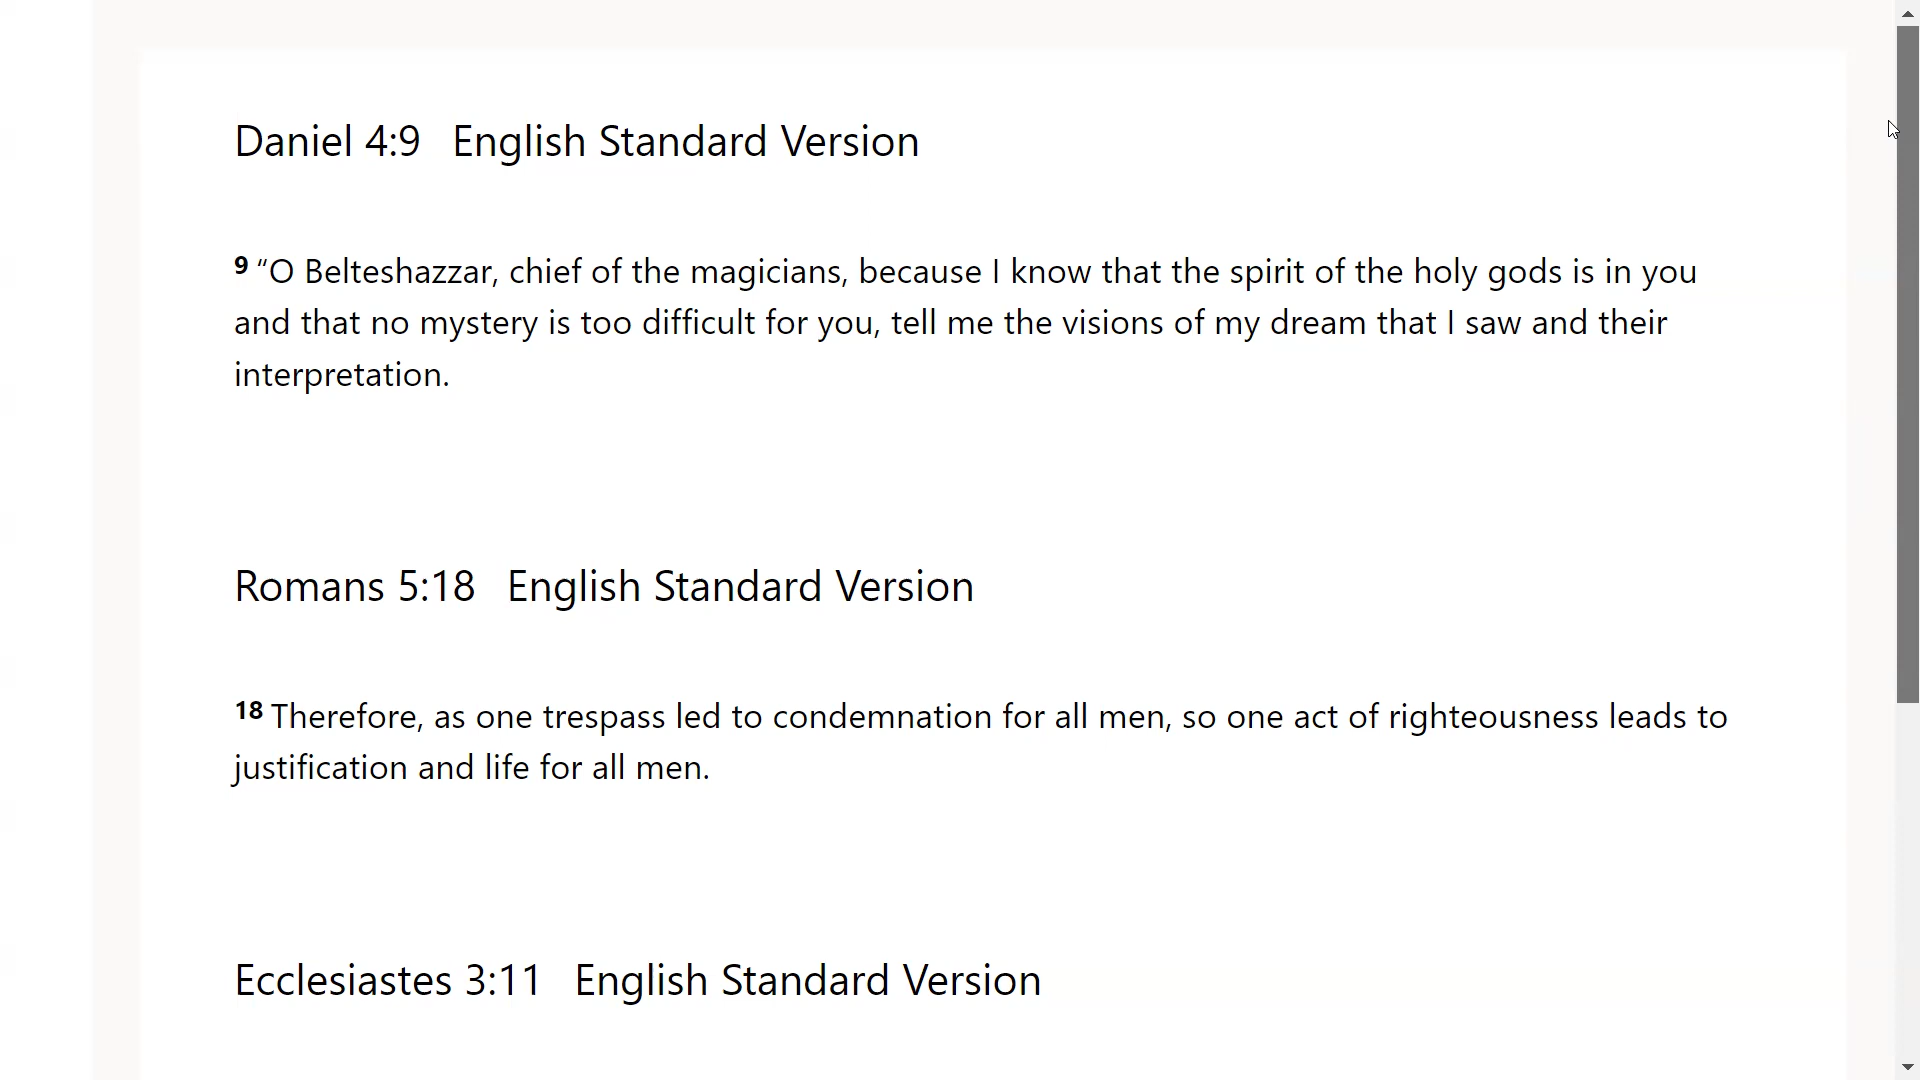 Daniel 4:9 English Standard Version
9 “O Belteshazzar, chief of the magicians, because I know that the spirit of the holy gods is in you
and that no mystery is too difficult for you, tell me the visions of my dream that I saw and their
interpretation.
Romans 5:18 English Standard Version
18 Therefore, as one trespass led to condemnation for all men, so one act of righteousness leads to
justification and life for all men.
Ecclesiastes 3:11 English Standard Version